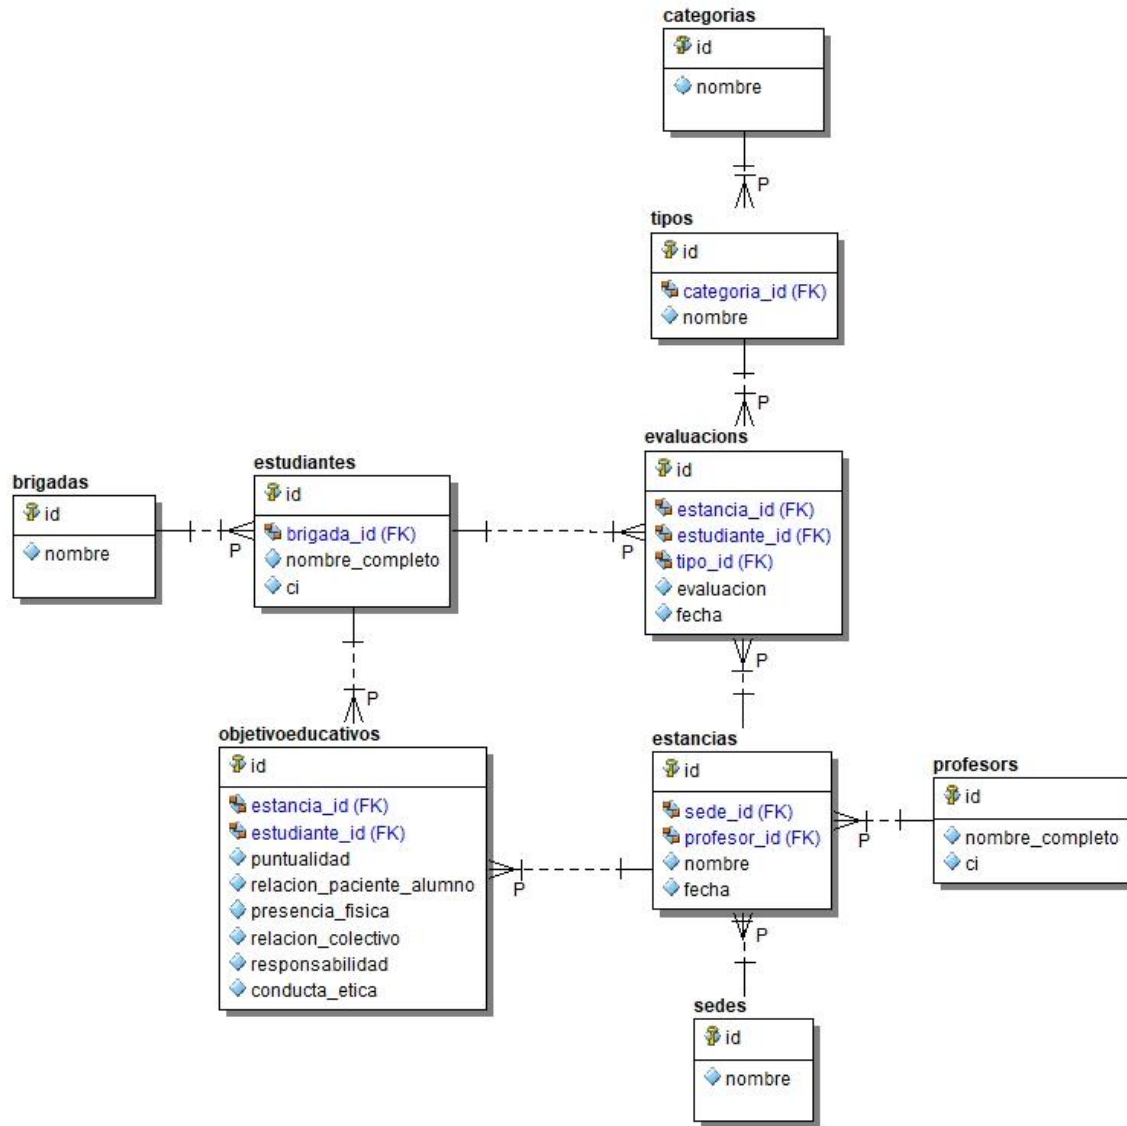 categorias
id
nombre
P
tipos
id
categoria_id (FK)
nombre
P
evaluacions
id
estancia_id (FK)
estudiante_id (FK)
tipo_id (FK)
evaluacion
fecha
P
P
estudiantes
id
brigada_id (FK)
nombre_completo
ci
P
brigadas
id
nombre
P
objetivoeducativos
id
estancia_id (FK)
estudiante_id (FK)
puntualidad
relacion_paciente_alumno
presencia_fisica
relacion_colectivo
responsabilidad
conducta_etica
P
estancias
id
sede_id (FK)
profesor_id (FK)
nombre
fecha
P
P
profesors
id
nombre_completo
ci
sedes
id
nombre